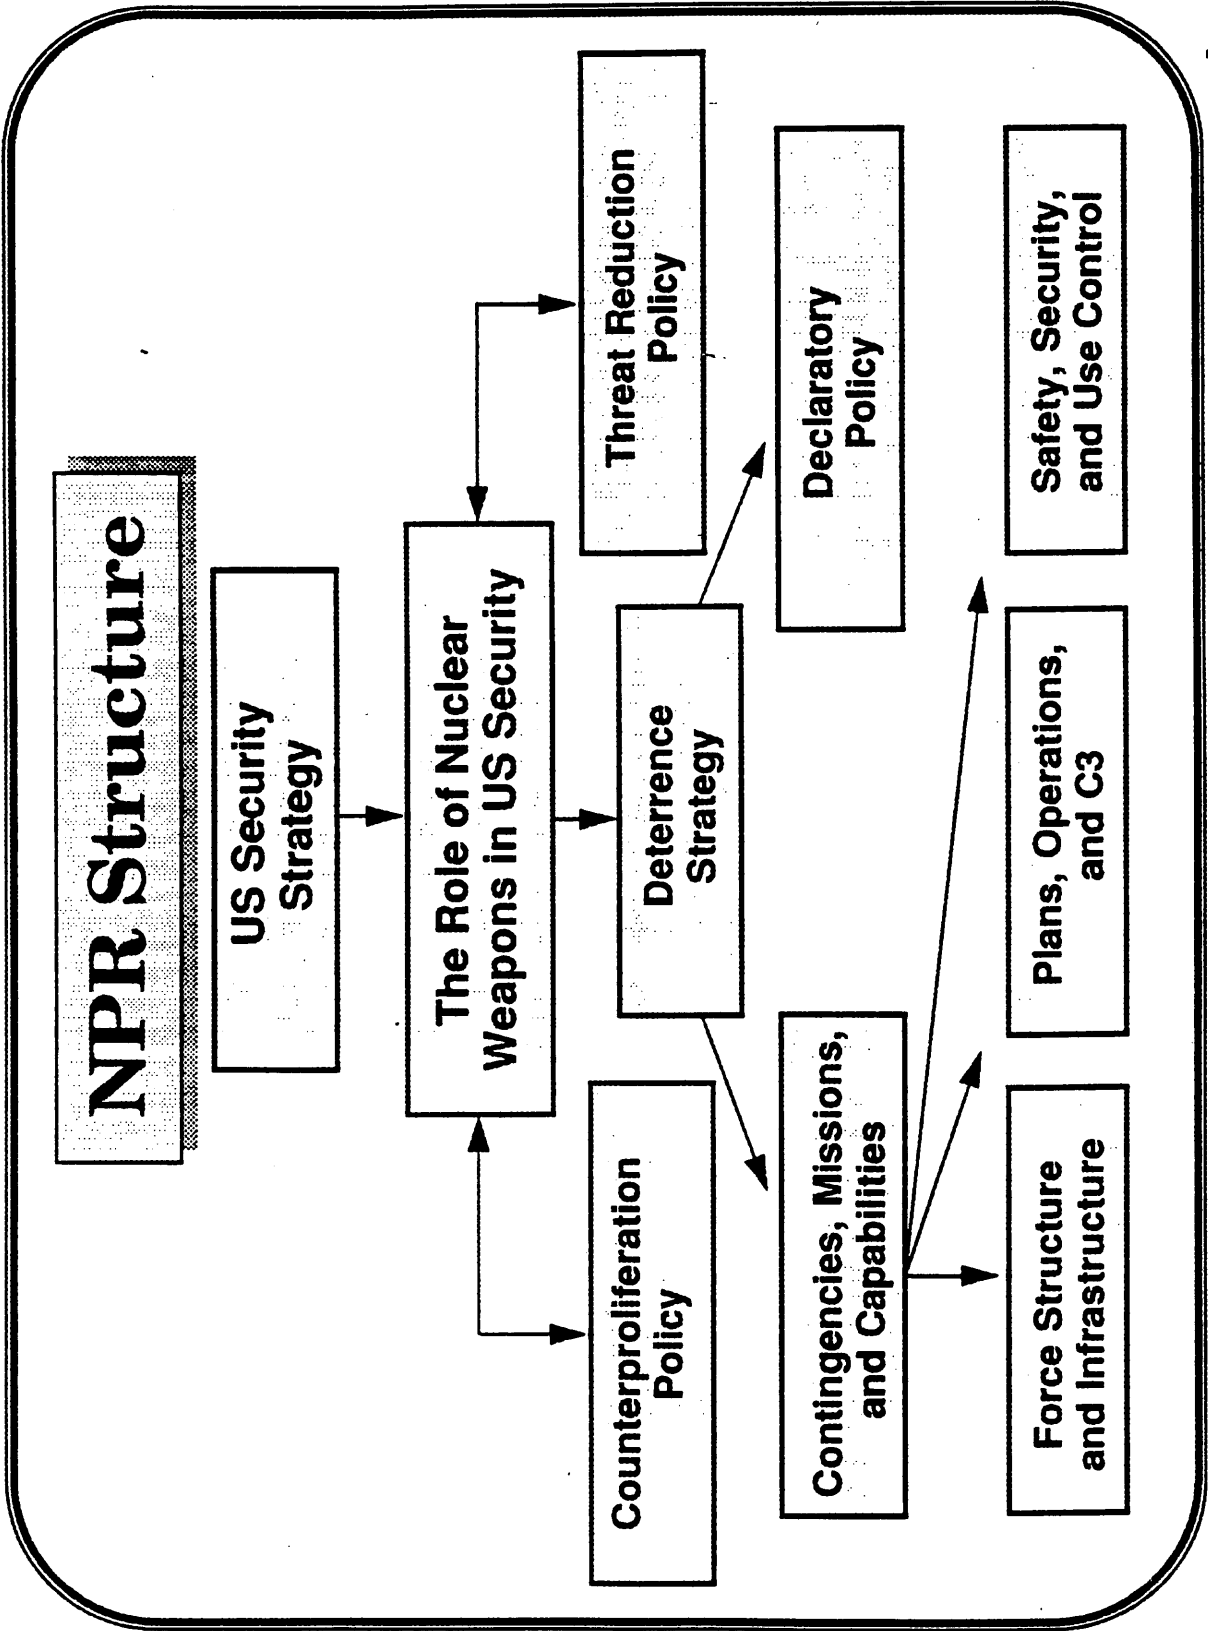 NPR Structure
US Security
Strategy
The Role of Nuclear
Weapons in US Security
Counterproliferation
Policy
Threat Reduction
Policy
Deterrence
Strategy
Contingencies, Missions,
and Capabilities
Declaratory
Policy
Force Structure
and Infrastructure
Plans, Operations,
and C3
Safety, Security,
and Use Control